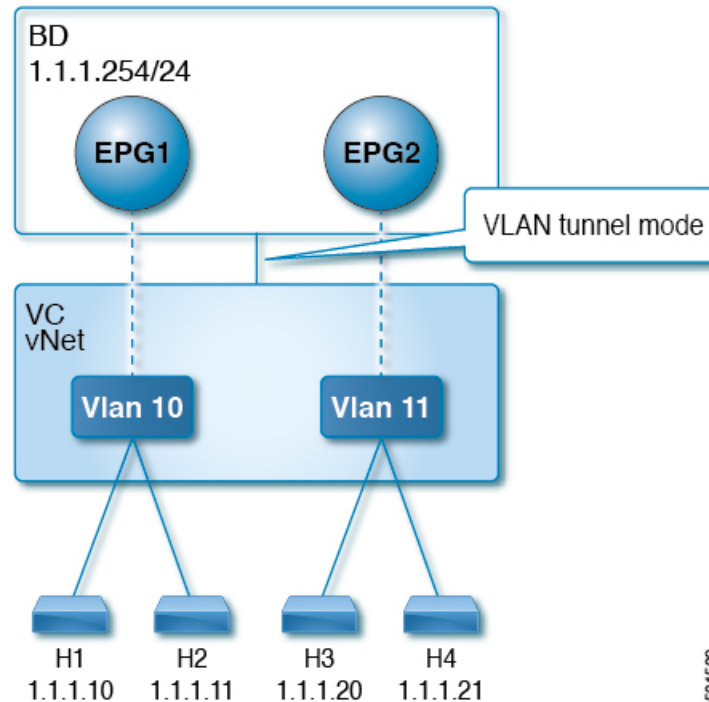 BD
1.1.1.254/24
EPG1
EPG2
VLAN tunnel mode
VC
vNet
Vlan 10
Vlan 11
H1
1.1.1.10
H2
1.1.1.11
H3
1.1.1.20
H4
1.1.1.21